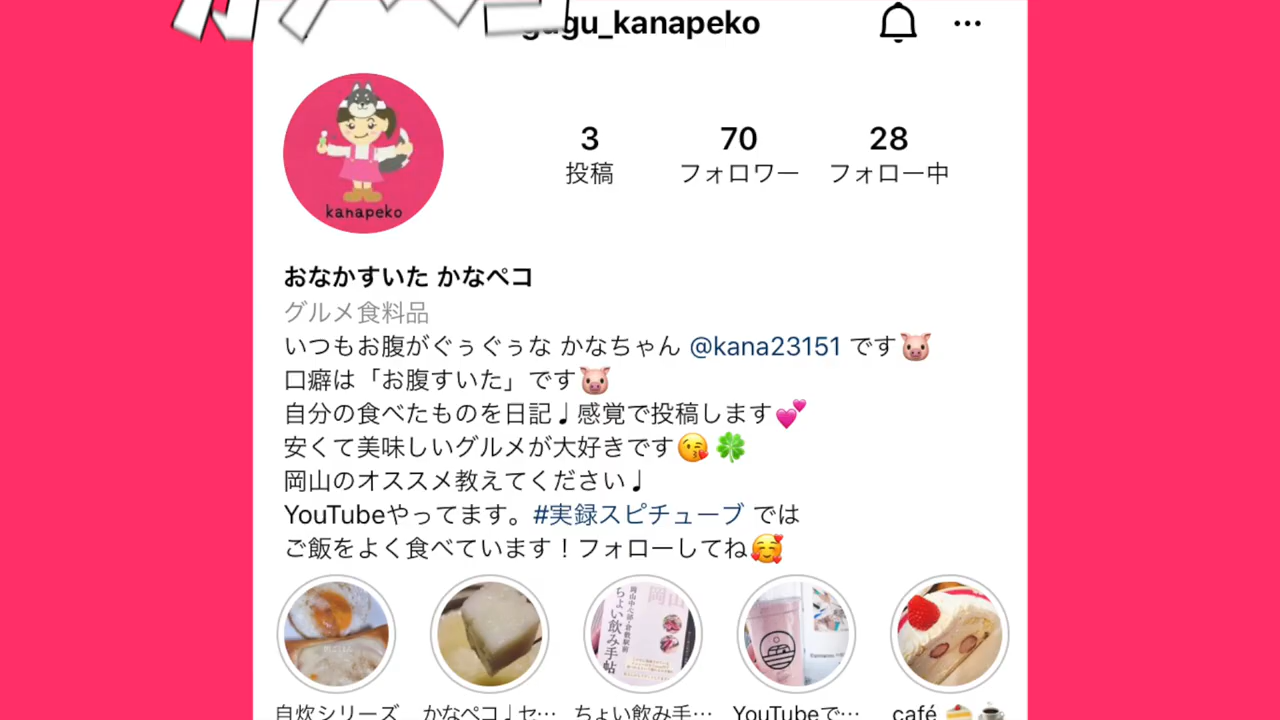 gugu_kanapeko
kanapeko
3
70
28
投稿
フォロワー
フォロー中
おなかすいた かなペコ
グルメ食料品
いつもお腹がぐぅぐぅな かなちゃん @kana23151 です🐷
口癖は「お腹すいた」です🐷
自分の食べたものを日記♩感覚で投稿します💕
安くて美味しいグルメが大好きです😘🍀
岡山のオススメ教えてください♩
YouTubeやってます。#実録スピチューブ では
ご飯をよく食べています！フォローしてね🥰
岡山中心部・倉敷駅前
ちょい飲み手帖
自炊シリーズ
かなペコ♩セ…
ちょい飲み手…
YouTubeで…
café 🍰☕